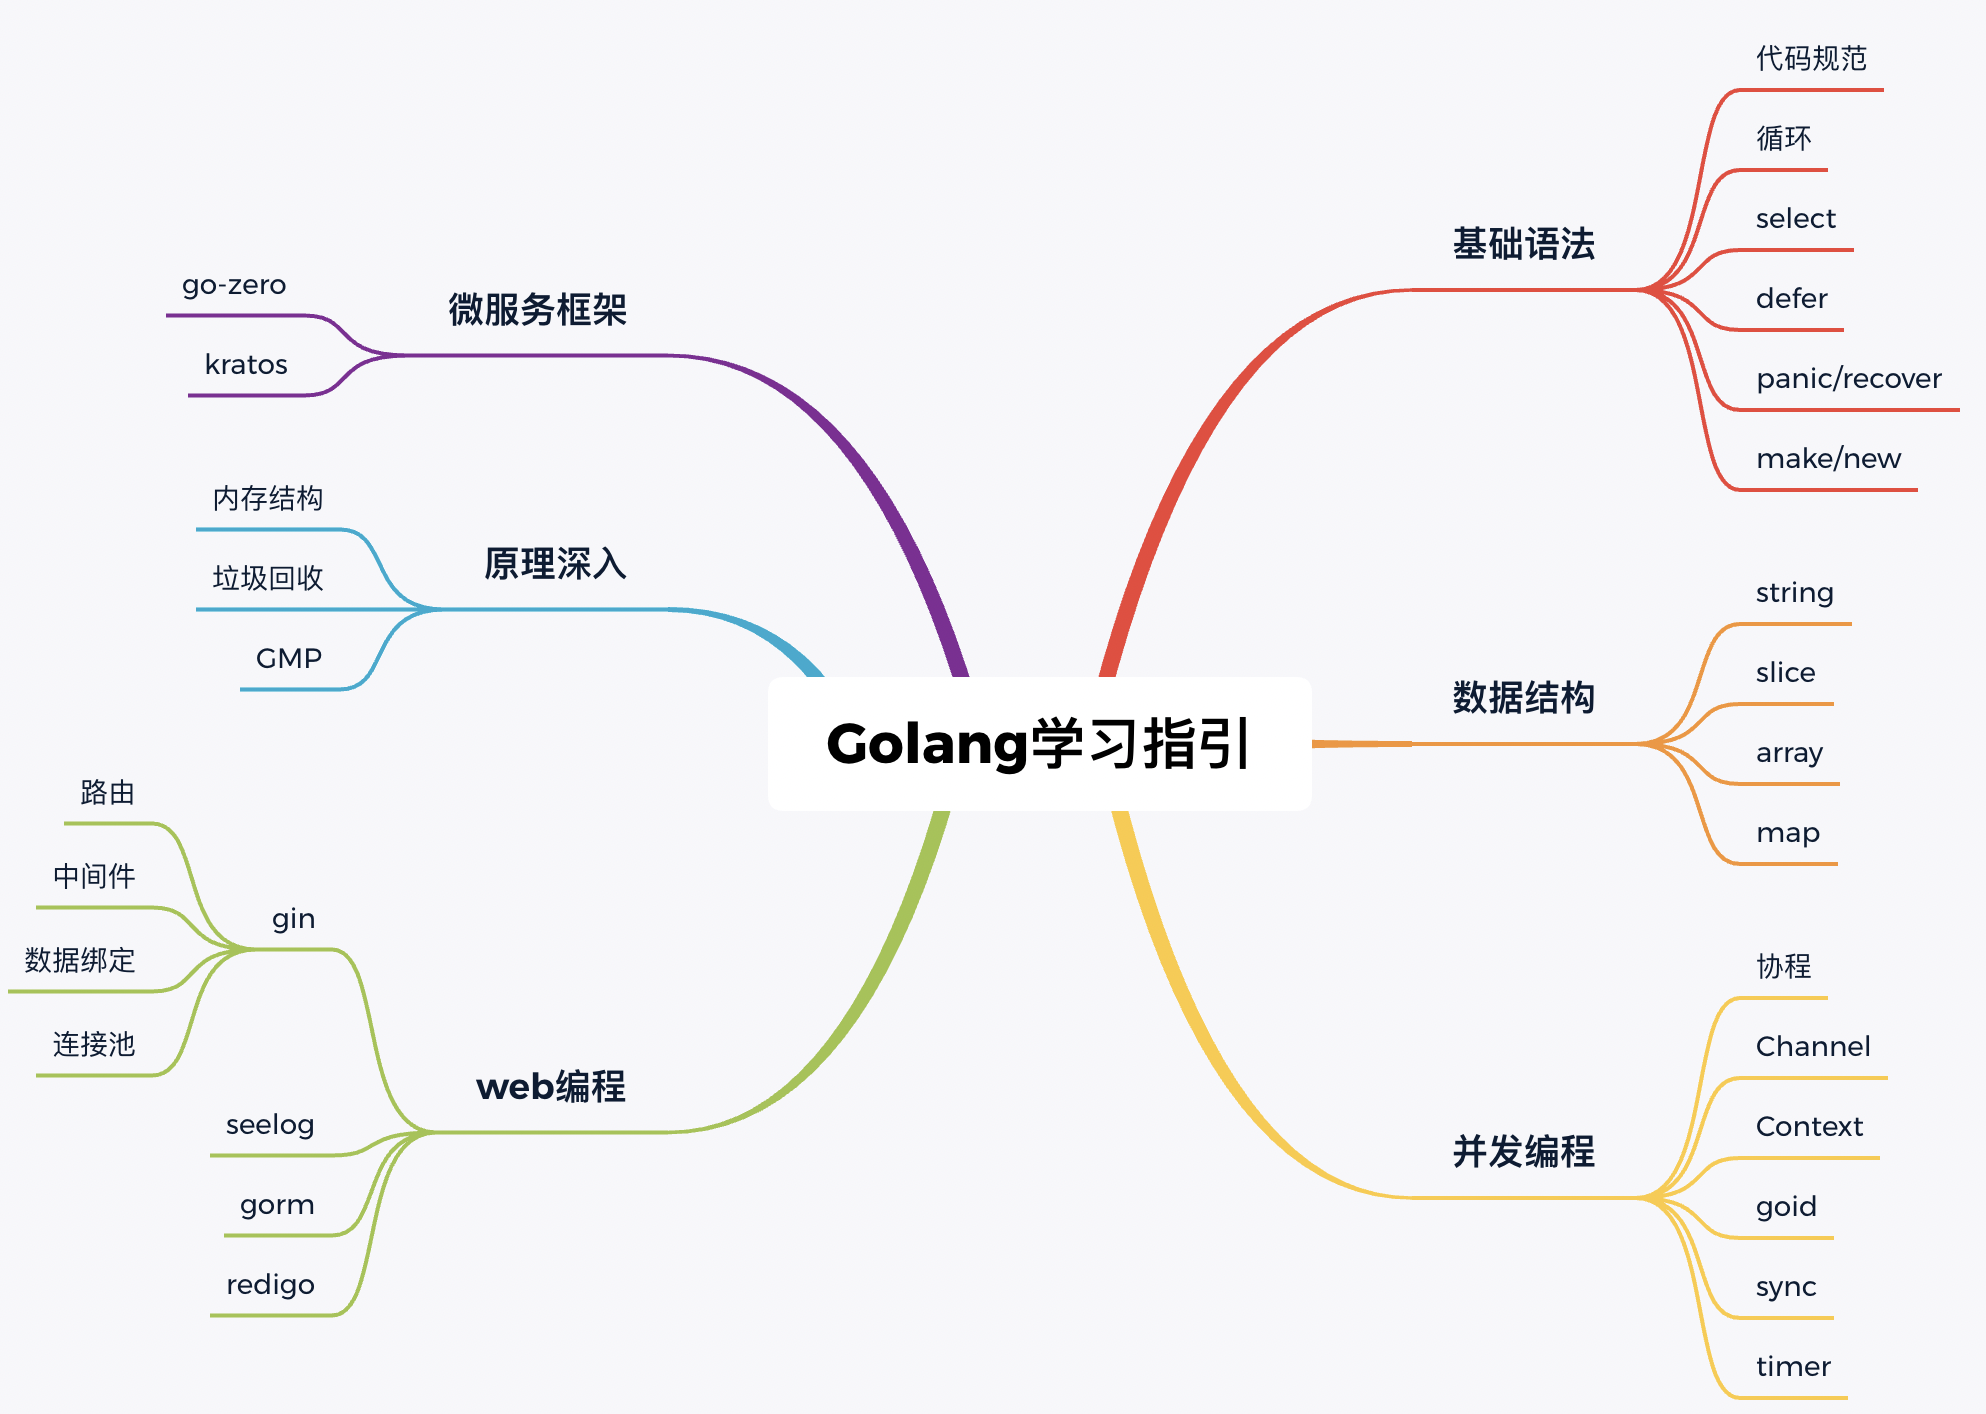 Golang学习指引
基础语法
代码规范
循环
select
defer
panic/recover
make/new
数据结构
string
slice
array
map
并发编程
协程
Channel
Context
goid
sync
timer
微服务框架
go-zero
kratos
原理深入
内存结构
垃圾回收
GMP
web编程
gin
路由
中间件
数据绑定
连接池
seelog
gorm
redigo